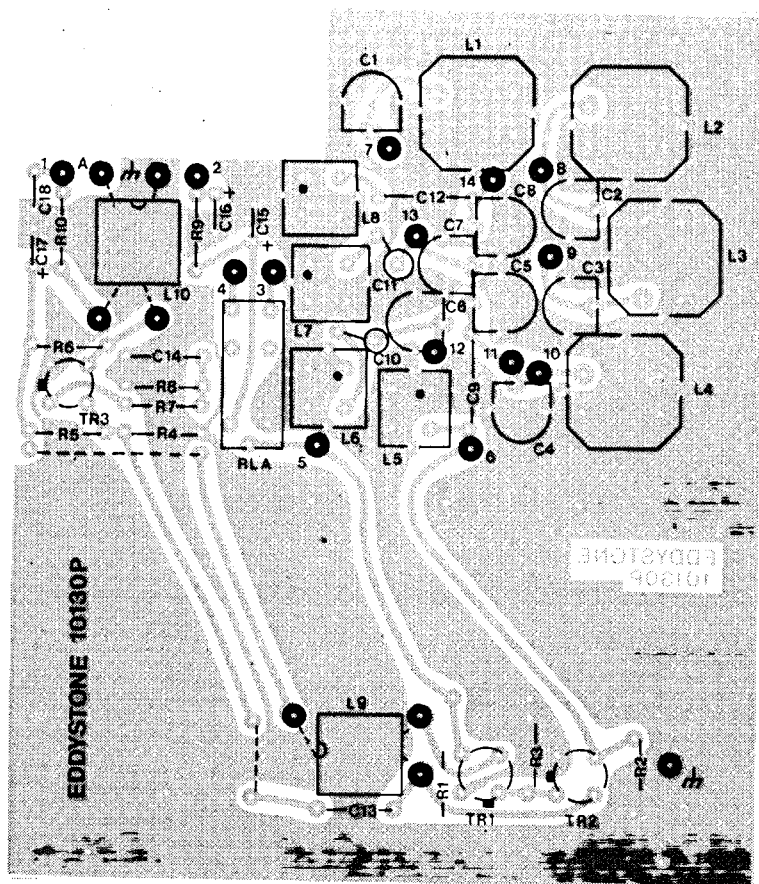 L1
C1
L2
7
14
8
1
A
2
C18
R10
R9
C16
+
C15
+
C17
+
L10
L8
C12
C8
C2
13
C7
9
L3
C11
C5
C3
4
3
L7
C6
C10
12
11
10
R6
C14
R8
R7
TR3
R5
R4
RLA
L6
5
L5
C9
6
C4
L4
EDDYSTONE
10130P
EDDYSTONE 10130P
L9
R1
R3
R2
C13
TR1
TR2